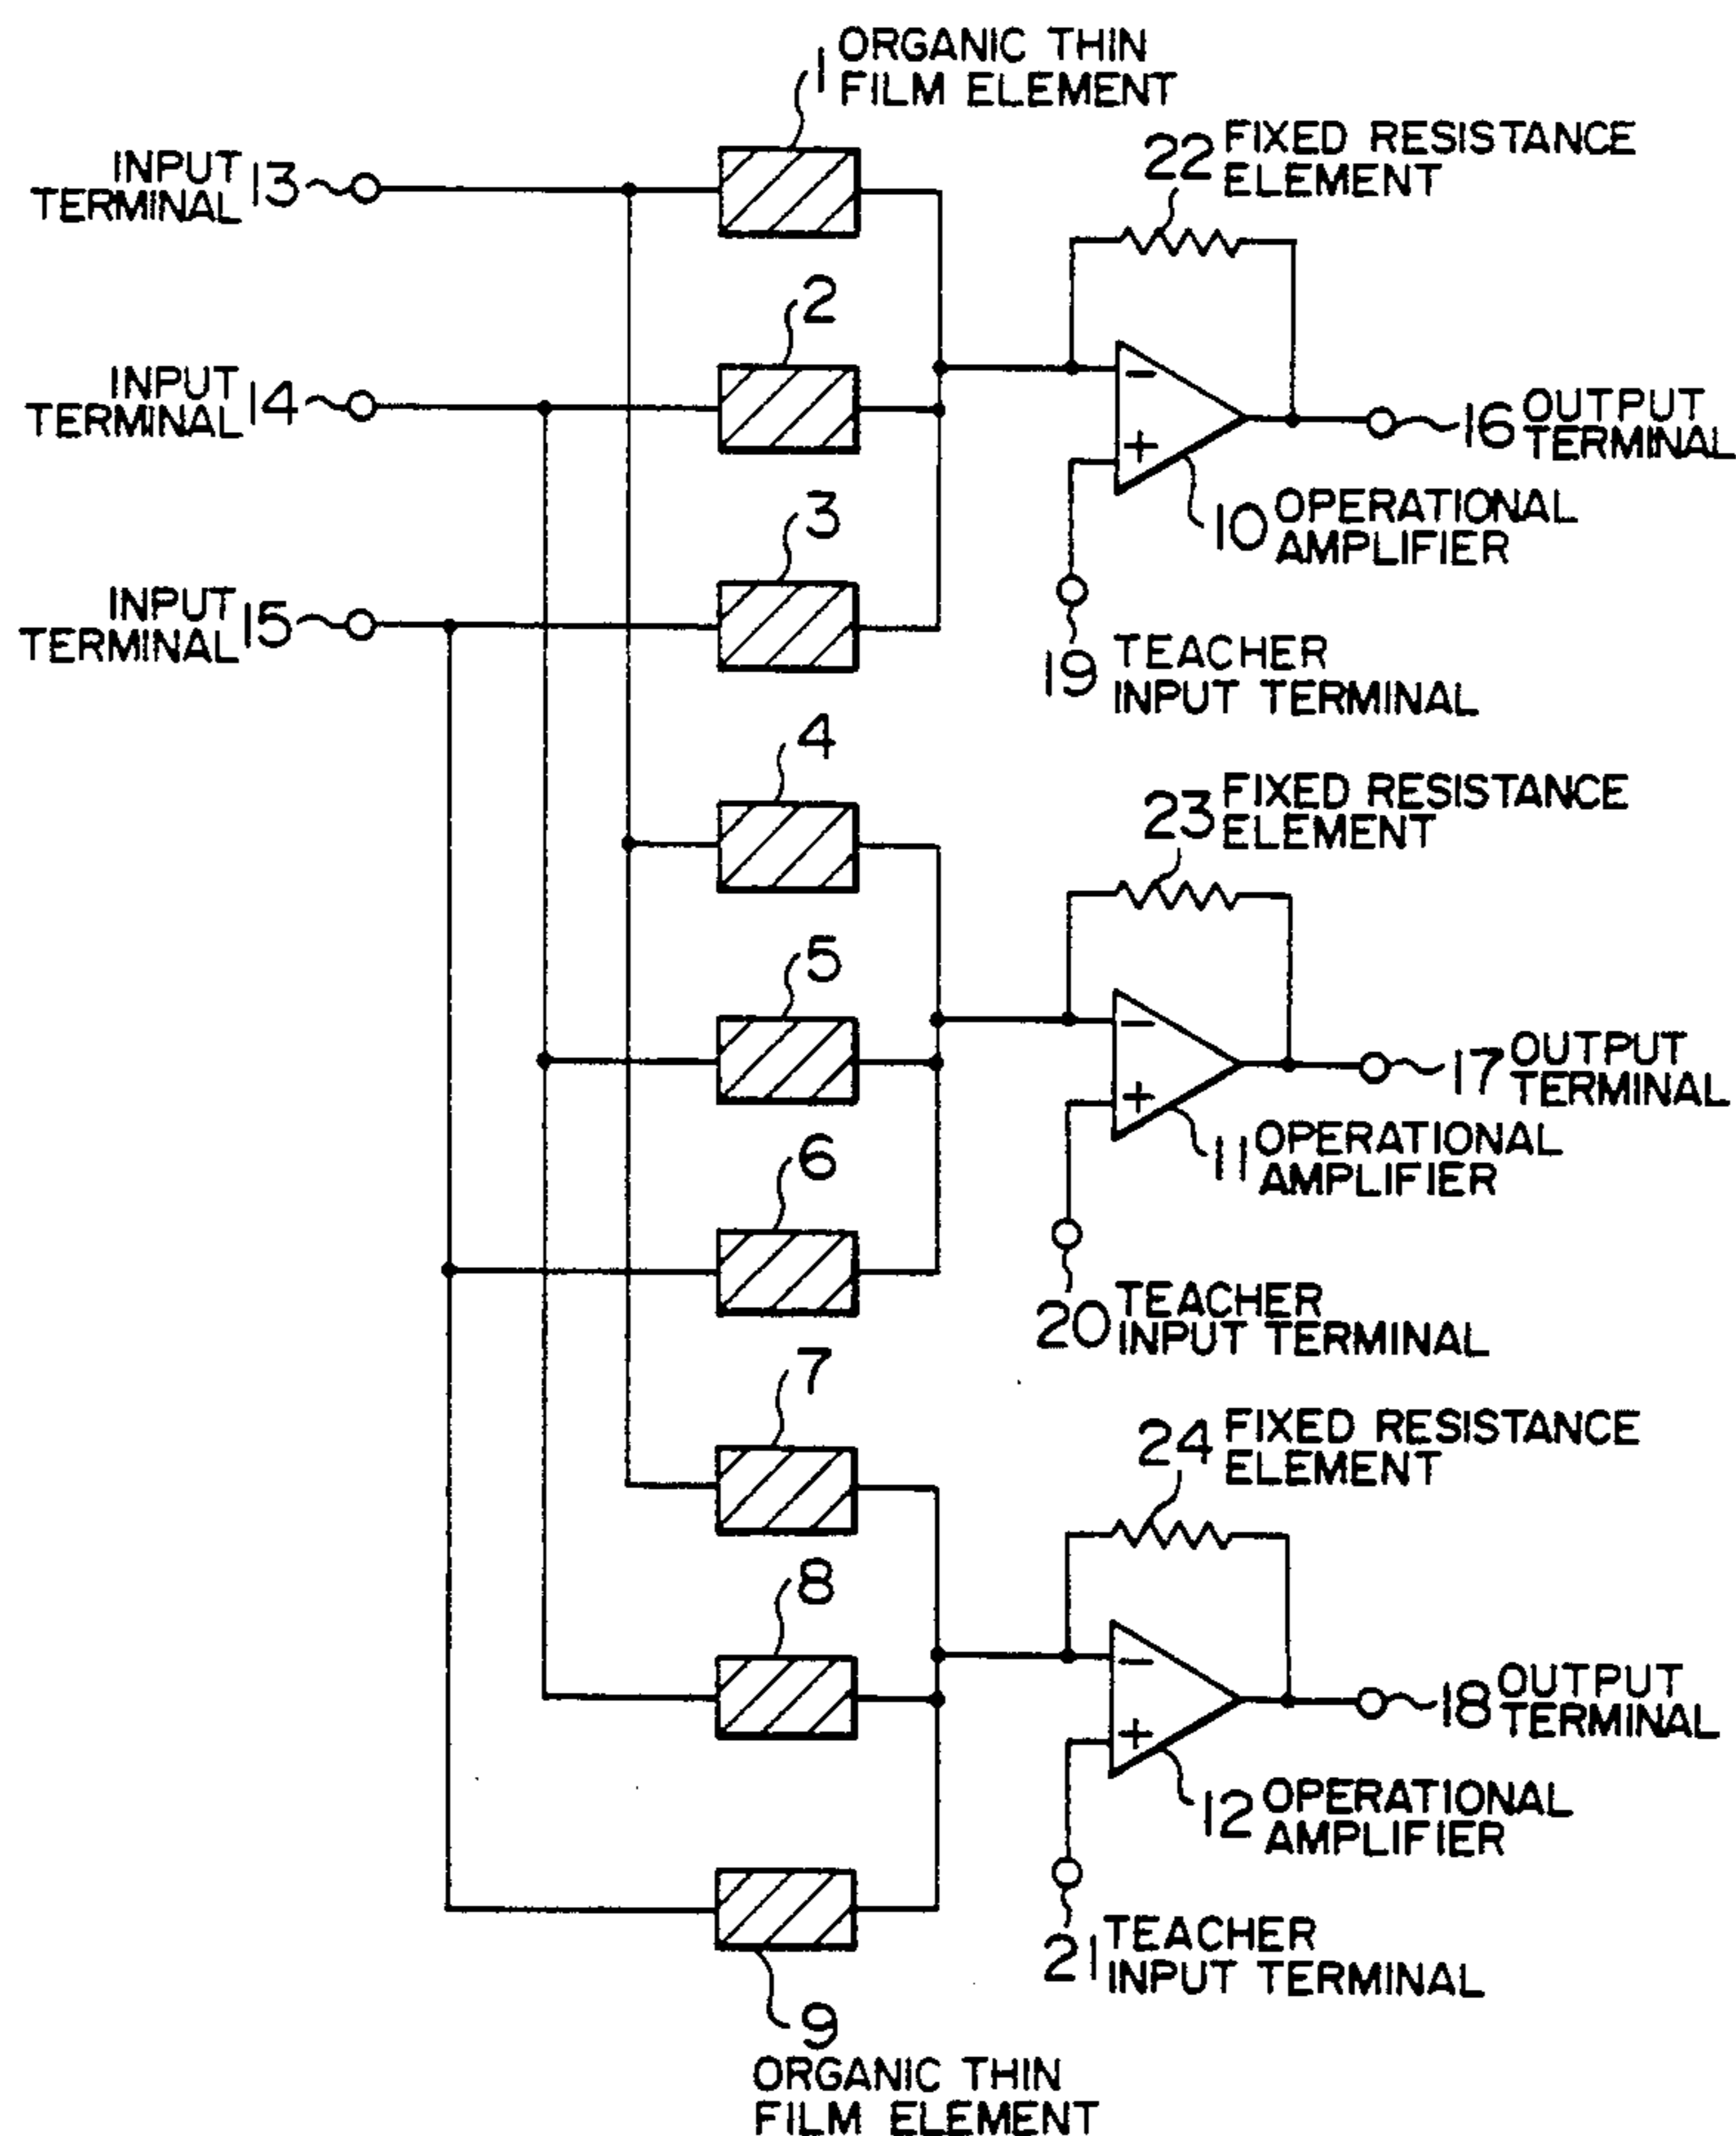 1 ORGANIC THIN
FILM ELEMENT
INPUT
TERMINAL 13
22 FIXED RESISTANCE
ELEMENT
2
INPUT
TERMINAL 14
16 OUTPUT
TERMINAL
3
10 OPERATIONAL
AMPLIFIER
INPUT
TERMINAL 15
19 TEACHER
INPUT TERMINAL
4
23 FIXED RESISTANCE
ELEMENT
5
17 OUTPUT
TERMINAL
6
11 OPERATIONAL
AMPLIFIER
20 TEACHER
INPUT TERMINAL
7
24 FIXED RESISTANCE
ELEMENT
8
18 OUTPUT
TERMINAL
12 OPERATIONAL
AMPLIFIER
21 TEACHER
INPUT TERMINAL
9
ORGANIC THIN
FILM ELEMENT